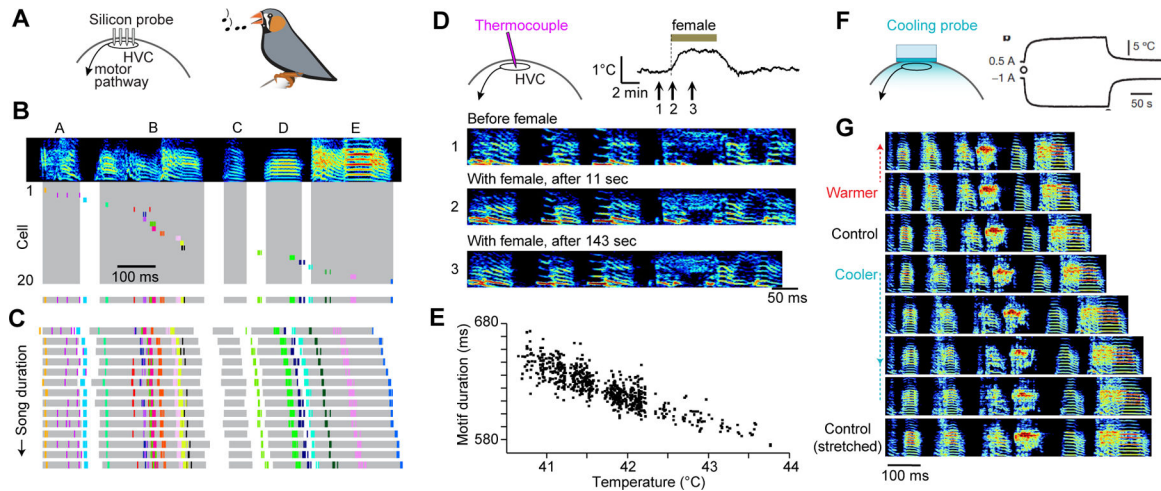 A
Silicon probe
HVC
motor
pathway
B
A B C D E
1
Cell
20
100 ms
C
Song duration
D
Thermocouple
HVC
female
1°C
2 min
1 2 3
Before female
1
With female, after 11 sec
2
With female, after 143 sec
3
50 ms
E
Motif duration (ms)
680
580
41 42 43 44
Temperature (°C)
F
Cooling probe
5 ºC
0.5 A
–1 A
50 s
G
Warmer
Control
Cooler
Control
(stretched)
100 ms